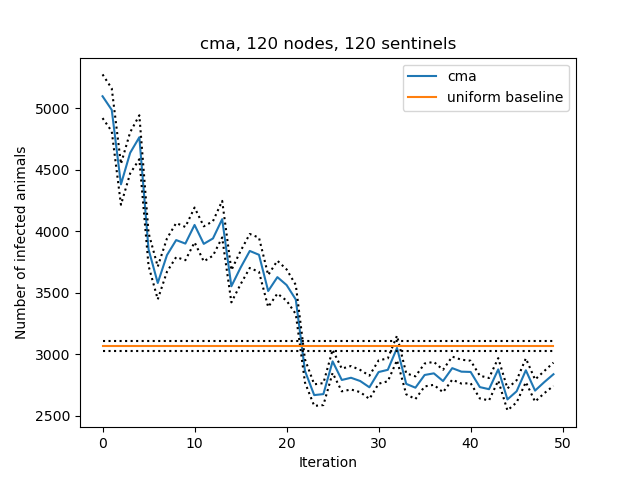 cma, 120 nodes, 120 sentinels
cma
uniform baseline
Number of infected animals
5000
4500
4000
3500
3000
2500
0 10 20 30 40 50
Iteration